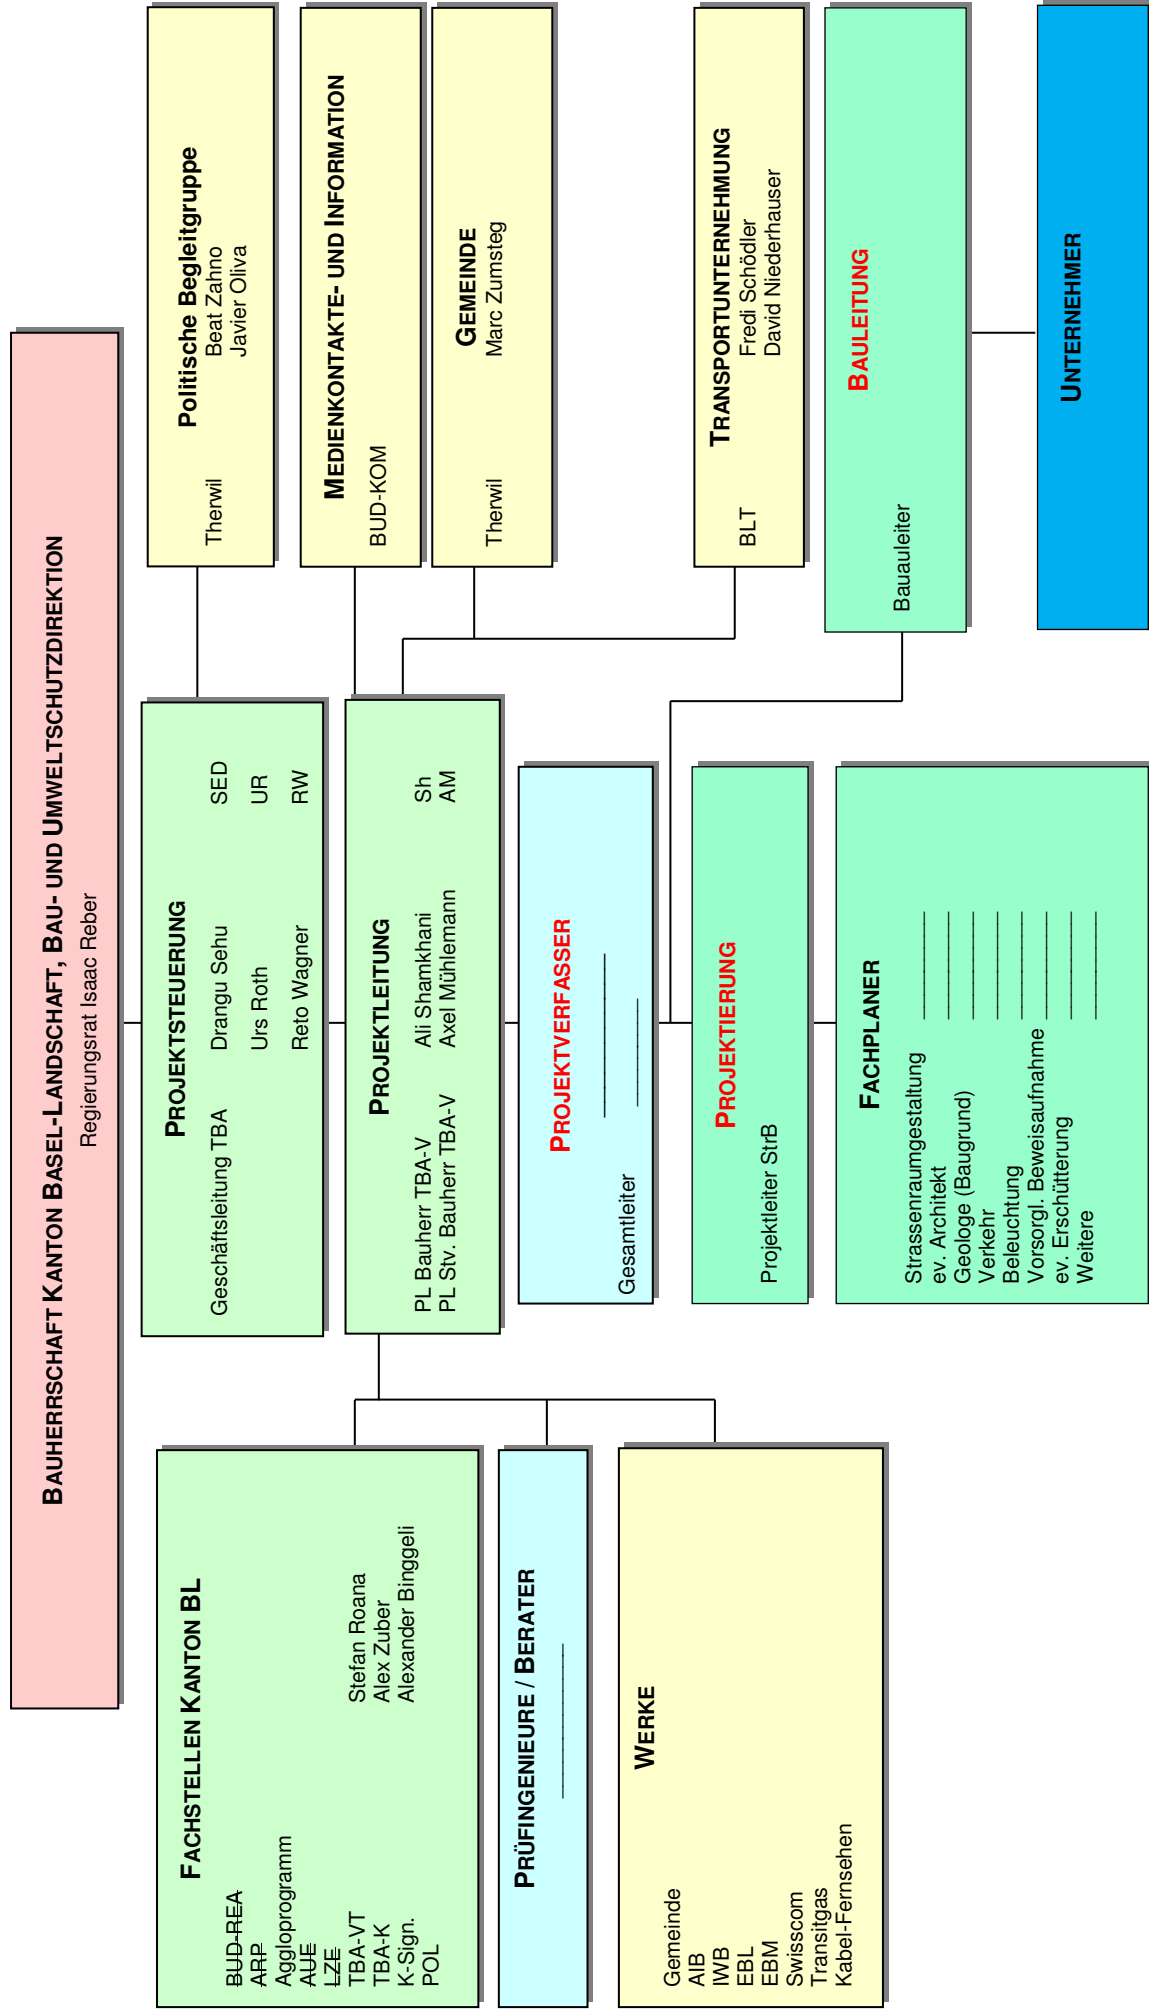 BAUHERRSCHAFT KANTON BASEL-LANDSCHAFT, BAU- UND UMWELTSCHUTZDIREKTION
Regierungsrat Isaac Reber
FACHSTELLEN KANTON BL
BUD-REA
ARP
Aggloprogramm
AUE
LZE
TBA-VT Stefan Roana
TBA-K Alex Zuber
K-Sign. Alexander Binggeli
POL
PRÜFINGENIEURE / BERATER
WERKE
Gemeinde
AIB
IWB
EBL
EBM
Swisscom
Transitgas
Kabel-Fernsehen
PROJEKTSTEUERUNG
Geschäftsleitung TBA Drangu Sehu SED
Urs Roth UR
Reto Wagner RW
PROJEKTLEITUNG
PL Bauherr TBA-V Ali Shamkhani Sh
PL Stv. Bauherr TBA-V Axel Mühlemann AM
PROJEKTVERFASSER
Gesamtleiter
PROJEKTIERUNG
Projektleiter StrB
FACHPLANER
Strassenraumgestaltung
ev. Architekt
Geologe (Baugrund)
Verkehr
Beleuchtung
Vorsorgl. Beweisaufnahme
ev. Erschütterung
Weitere
Politische Begleitgruppe
Therwil Beat Zahno
Javier Oliva
MEDIENKONTAKTE- UND INFORMATION
BUD-KOM
GEMEINDE
Therwil Marc Zumsteg
TRANSPORTUNTERNEHMUNG
BLT Fredi Schödler
David Niederhauser
BAULEITUNG
Bauauleiter
UNTERNEHMER